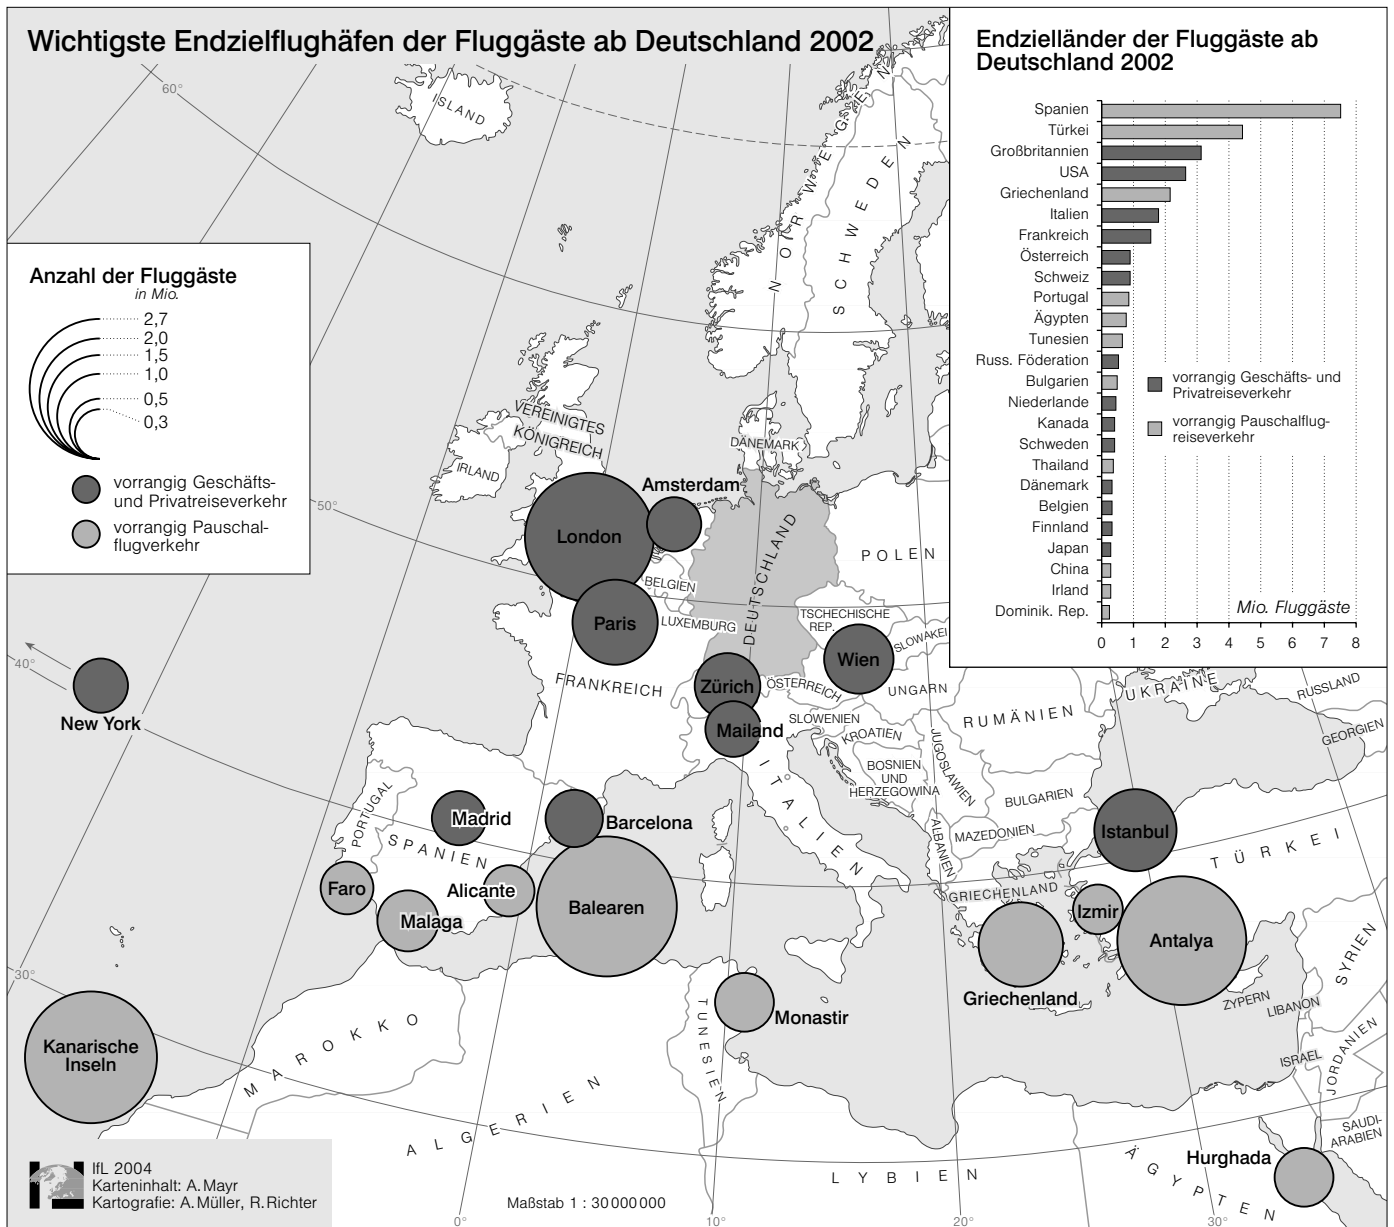 Wichtigste Endzielflughäfen der Fluggäste ab Deutschland 2002
Endzielländer der Fluggäste ab
Deutschland 2002
Spanien
Türkei
Großbritannien
USA
Griechenland
Italien
Frankreich
Österreich
Schweiz
Portugal
Ägypten
Tunesien
Russ. Föderation
Bulgarien
Niederlande
Kanada
Schweden
Thailand
Dänemark
Belgien
Finnland
Japan
China
Irland
Dominik. Rep.
vorrangig Geschäfts- und
Privatreiseverkehr
vorrangig Pauschalflug-
reiseverkehr
Mio. Fluggäste
0 1 2 3 4 5 6 7 8
Anzahl der Fluggäste
in Mio.
2,7
2,0
1,5
1,0
0,5
0,3
vorrangig Geschäfts-
und Privatreiseverkehr
vorrangig Pauschal-
flugverkehr
60°
50°
40°
30°
ISLAND
NORWEGEN
SCHWEDEN
VEREINIGTES
KÖNIGREICH
IRLAND
DÄNEMARK
Amsterdam
London
BELGIEN
DEUTSCHLAND
POLEN
Paris
LUXEMBURG
TSCHECHISCHE
REP.
SLOWAKEI
Wien
New York
FRANKREICH
Zürich
ÖSTERREICH
UNGARN
Mailand
SLOWENIEN
KROATIEN
BOSNIEN
UND
HERZEGOWINA
JUGOSLAWIEN
RUMÄNIEN
UKRAINE
RUSSLAND
GEORGIEN
ITALIEN
BULGARIEN
MAZEDONIEN
ALBANIEN
PORTUGAL
Madrid
SPANIEN
Barcelona
Istanbul
TÜRKEI
Faro
Alicante
Malaga
Balearen
GRIECHENLAND
Izmir
Antalya
Griechenland
Monastir
TUNESIEN
ZYPERN
LIBANON
SYRIEN
ISRAEL
JORDANIEN
SAUDI-
ARABIEN
Kanarische
Inseln
MAROKKO
ALGERIEN
LYBIEN
ÄGYPTEN
Hurghada
IfL 2004
Karteninhalt: A. Mayr
Kartografie: A. Müller, R. Richter
Maßstab 1 : 30000000
0°
10°
20°
30°